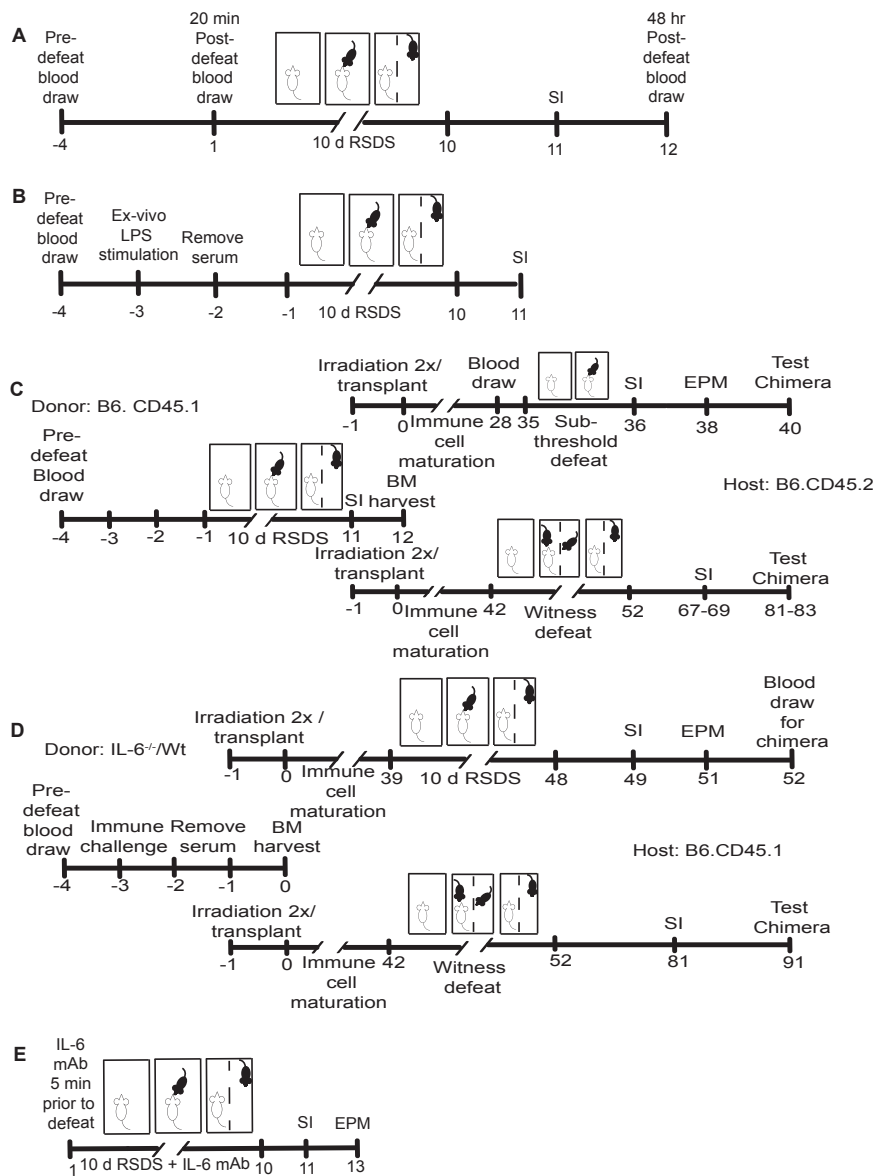 A
Pre-
defeat
blood
draw
20 min
Post-
defeat
blood
draw
48 hr
Post-
defeat
blood
draw
SI
-4
1
10 d RSDS
10
11
12
B
Pre-
defeat
blood
draw
Ex-vivo
LPS
stimulation
Remove
serum
SI
-4
-3
-2
-1
10 d RSDS
10
11
C
Donor: B6. CD45.1
Pre-
defeat
Blood
draw
SI
BM
harvest
-4
-3
-2
-1
10 d RSDS
11
12
Irradiation 2x/
transplant
Blood
draw
SI
EPM
Test
Chimera
-1
0
Immune
cell
maturation
28
35
Sub-
threshold
defeat
36
38
40
Host: B6.CD45.2
Irradiation 2x/
transplant
SI
Test
Chimera
-1
0
Immune
cell
maturation
42
Witness
defeat
52
67-69
81-83
D
Donor: IL-6-/-/Wt
Irradiation 2x /
transplant
SI
EPM
Blood
draw
for
chimera
-1
0
Immune
cell
maturation
39
10 d RSDS
48
49
51
52
Pre-
defeat
blood
draw
Immune
challenge
Remove
serum
BM
harvest
-4
-3
-2
-1
0
Host: B6.CD45.1
Irradiation 2x/
transplant
SI
Test
Chimera
-1
0
Immune
cell
maturation
42
Witness
defeat
52
81
91
E
IL-6
mAb
5 min
prior to
defeat
SI
EPM
1
10 d RSDS + IL-6 mAb
10
11
13